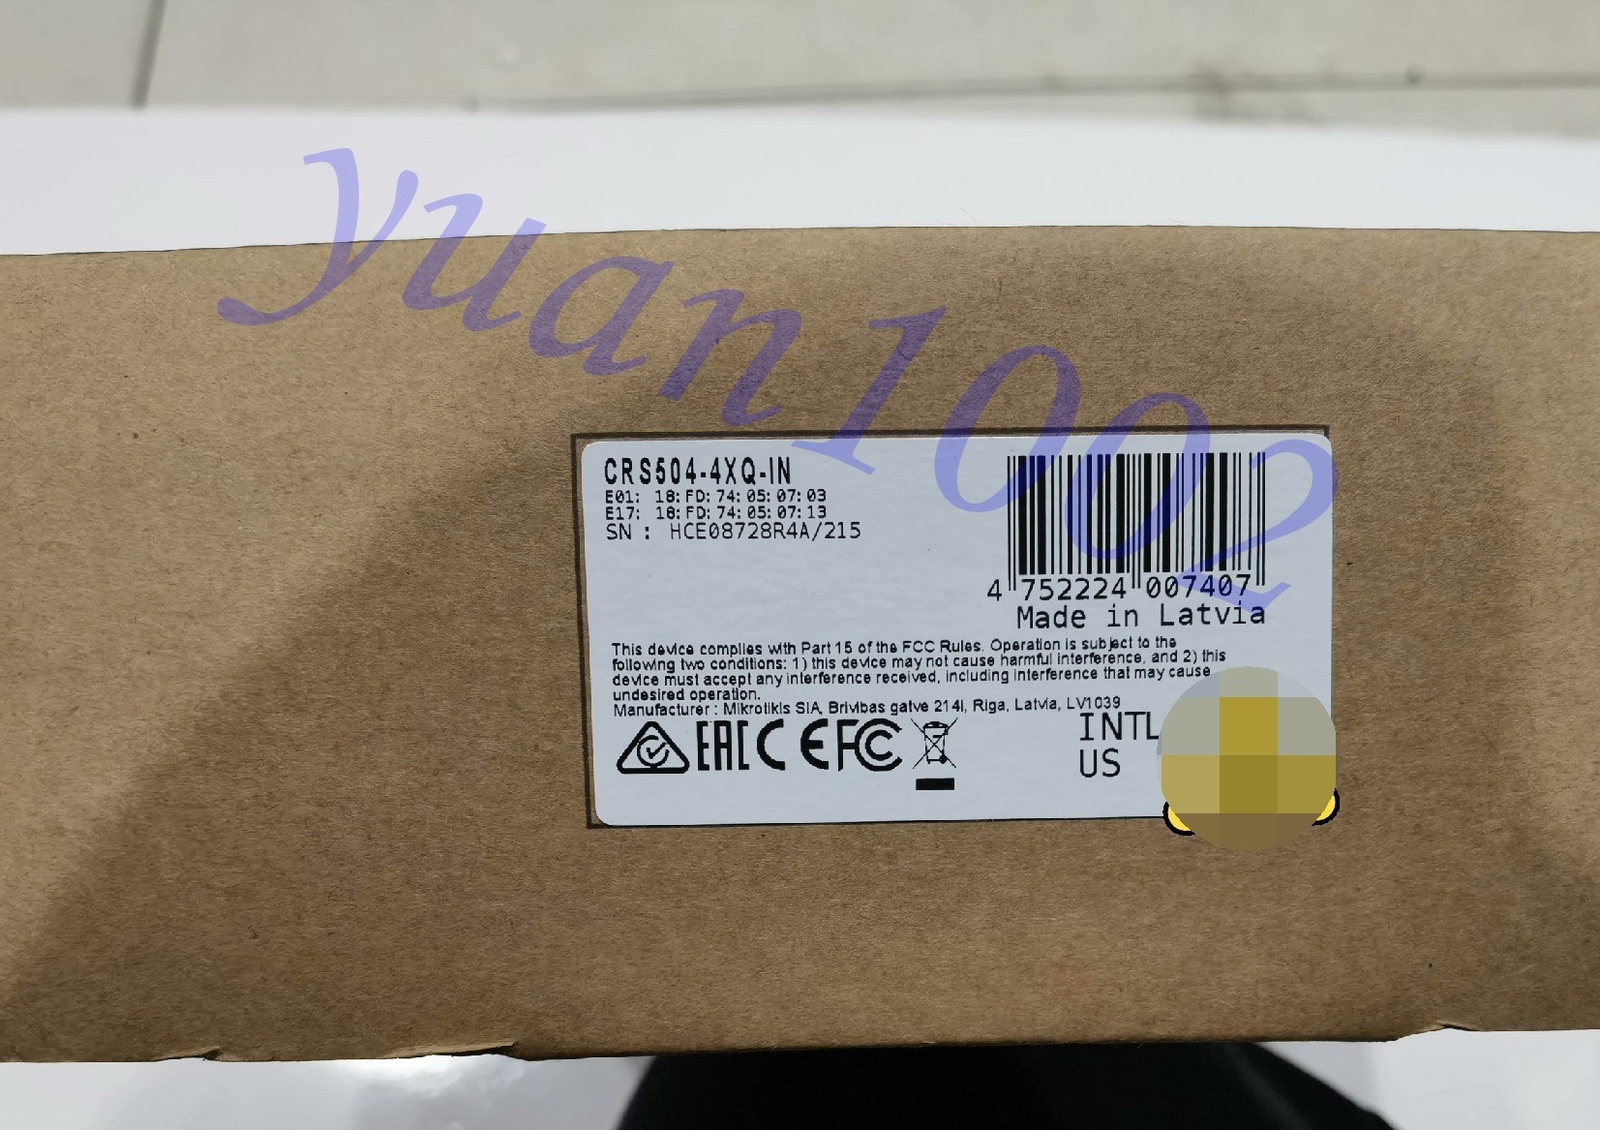 yuan1002
CRS504-4XQ-IN
E01: 18:FD:74:05:07:03
E17: 18:FD:74:05:07:13
SN : HCE08728R4A/215
4 752224 007407
Made in Latvia
This device complies with Part 15 of the FCC Rules. Operation is subject to the
following two conditions: 1) this device may not cause harmful interference, and 2) this
device must accept any interference received, including interference that may cause
undesired operation.
Manufacturer : Mikrotikls SIA, Brivibas gatve 214i, Riga, Latvia, LV1039
EAC CE FC
INTL
US